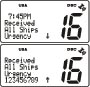 USA DSC
7:45PM
Received
All Ships
Urgency ↓
16
USA DSC
Received
All Ships
Urgency
123456789 ↑
16